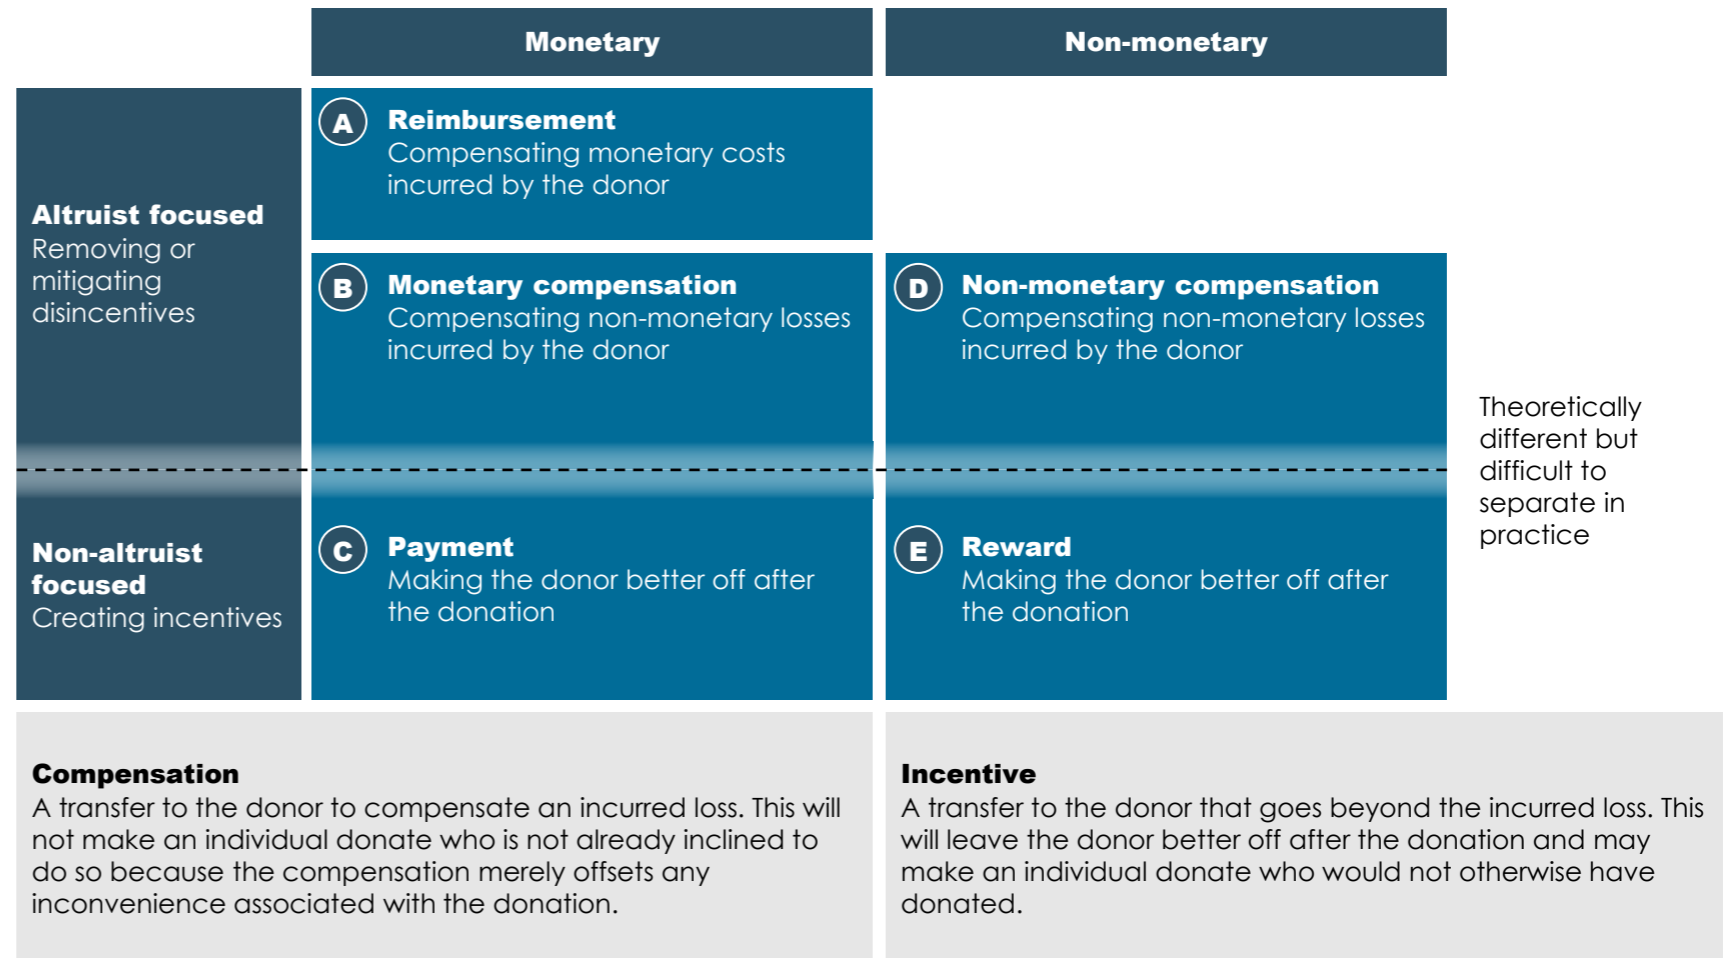 Monetary
Non-monetary
Altruist focused
Removing or
mitigating
disincentives
A
Reimbursement
Compensating monetary costs
incurred by the donor
B
Monetary compensation
Compensating non-monetary losses
incurred by the donor
D
Non-monetary compensation
Compensating non-monetary losses
incurred by the donor
Theoretically
different but
difficult to
separate in
practice
Non-altruist
focused
Creating incentives
C
Payment
Making the donor better off after
the donation
E
Reward
Making the donor better off after
the donation
Compensation
A transfer to the donor to compensate an incurred loss. This will
not make an individual donate who is not already inclined to
do so because the compensation merely offsets any
inconvenience associated with the donation.
Incentive
A transfer to the donor that goes beyond the incurred loss. This
will leave the donor better off after the donation and may
make an individual donate who would not otherwise have
donated.